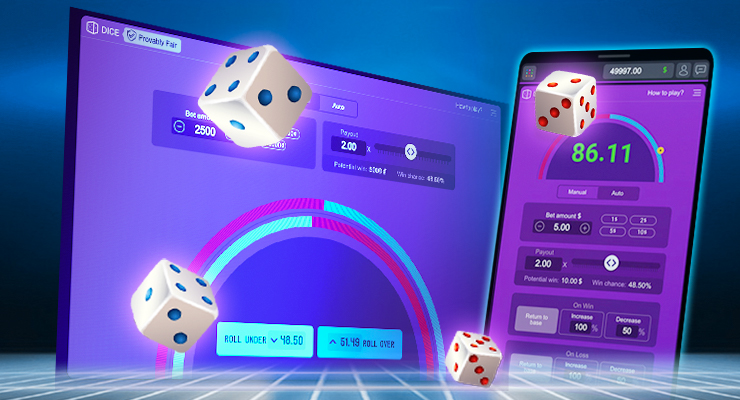 DICE Provably Fair
Auto
How to play?
Bet amount
2500
Payout
2.00 x
Potential win: 5000 $ Win chance: 48.50%
ROLL UNDER 48.50
51.49 ROLL OVER
49997.00 $
How to play?
86.11
Manual Auto
Bet amount $
5.00
1$ 2$
5$ 10$
Payout
2.00 x
Potential win: 10.00 $ Win chance: 48.50%
On Win
Return to base
Increase
100 %
Decrease
50 %
On Loss
Return to base
Increase
100 %
Decrease